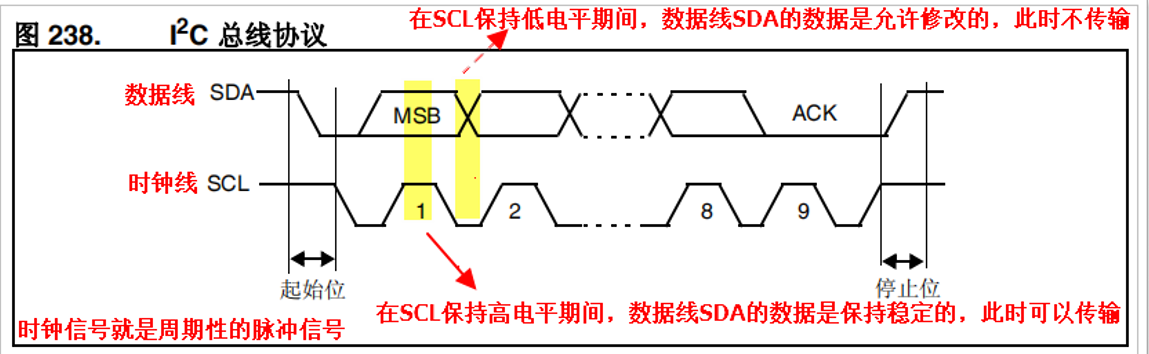 在SCL保持低电平期间，数据线SDA的数据是允许修改的，此时不传输
图 238. I²C 总线协议
数据线 SDA
MSB
ACK
时钟线 SCL
1 2 8 9
起始位
停止位
在SCL保持高电平期间，数据线SDA的数据是保持稳定的，此时可以传输
时钟信号就是周期性的脉冲信号